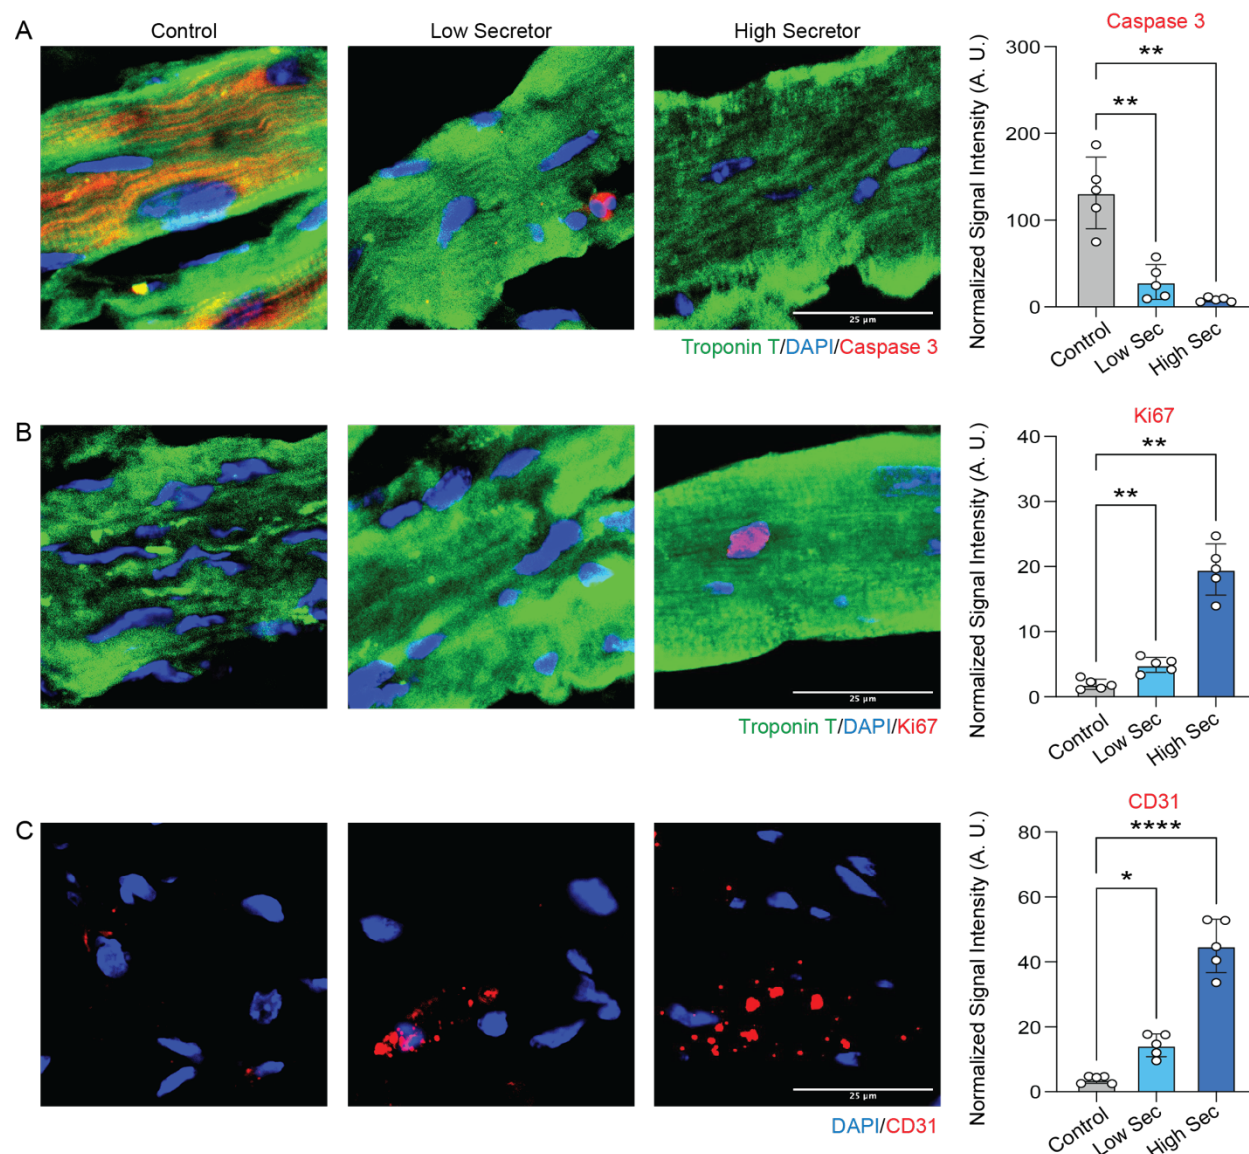 A
Control
Low Secretor
High Secretor
25 µm
Troponin T/DAPI/Caspase 3
Caspase 3
Normalized Signal Intensity (A. U.)
300
200
100
0
**
**
Control
Low Sec
High Sec
B
25 µm
Troponin T/DAPI/Ki67
Ki67
Normalized Signal Intensity (A. U.)
40
30
20
10
0
**
**
Control
Low Sec
High Sec
C
25 µm
DAPI/CD31
CD31
Normalized Signal Intensity (A. U.)
80
60
40
20
0
****
*
Control
Low Sec
High Sec